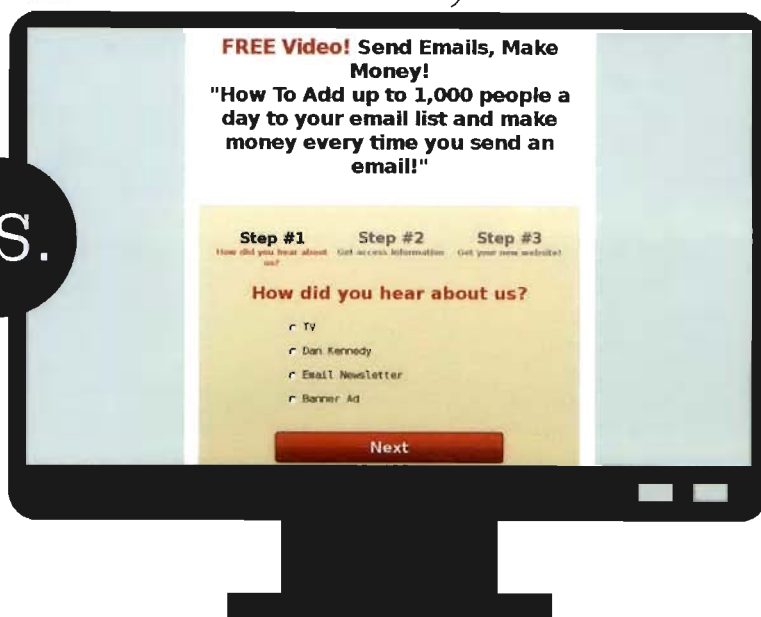 FREE Video! Send Emails, Make
Money!
"How To Add up to 1,000 people a
day to your email list and make
money every time you send an
email!"
S.
Step #1 Step #2 Step #3
How did you hear about Get access information Get your new website!
us?
How did you hear about us?
TV
Dan Kennedy
Email Newsletter
Banner Ad
Next